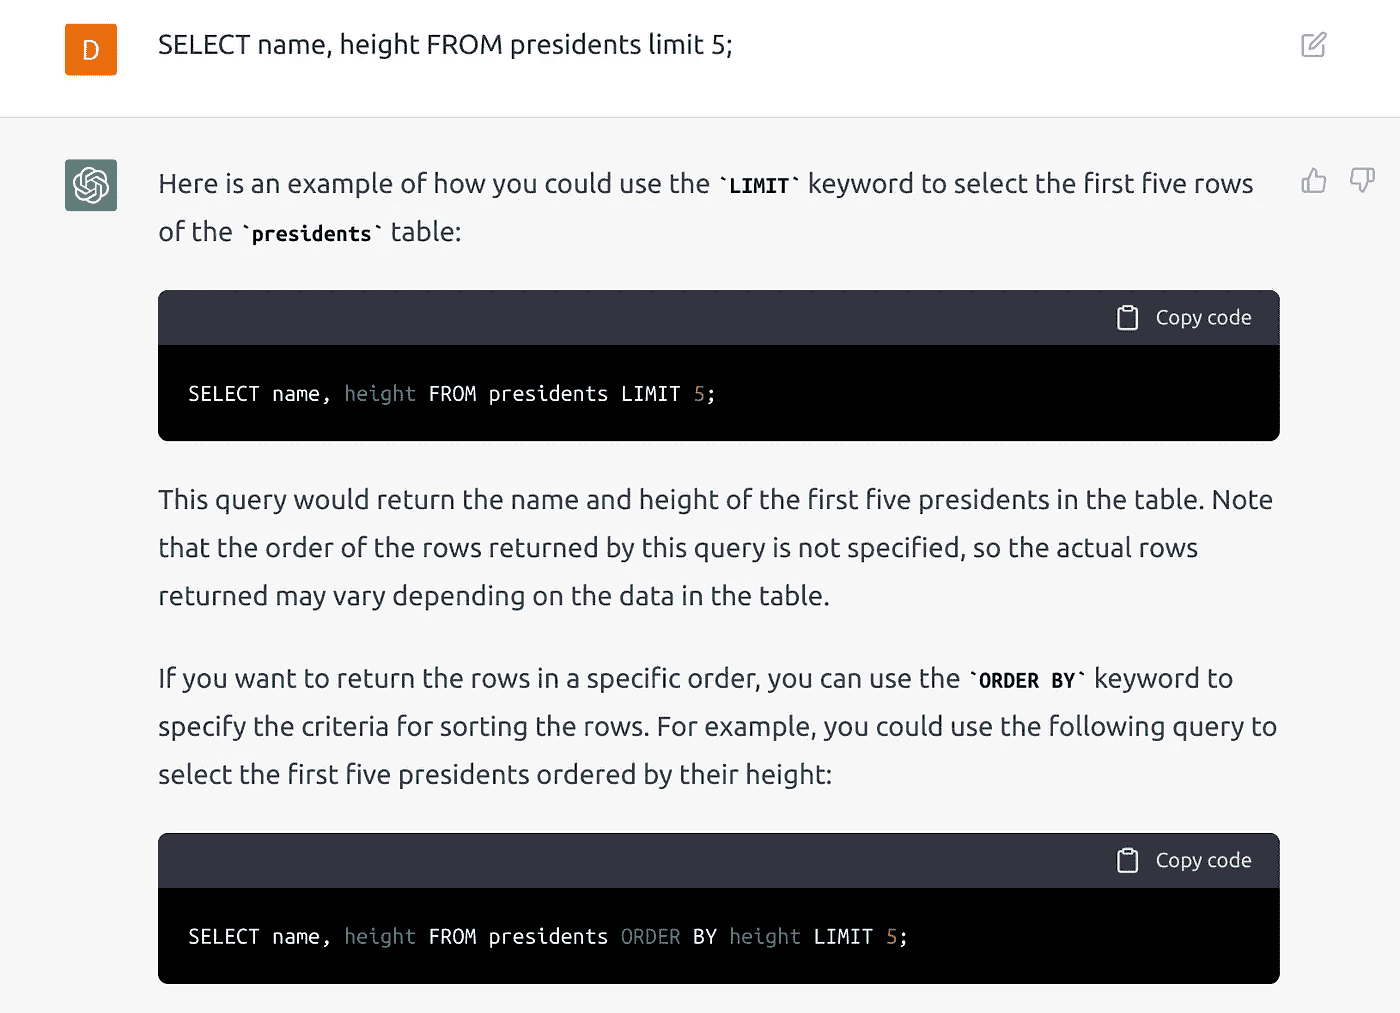 D
SELECT name, height FROM presidents limit 5;
Here is an example of how you could use the `LIMIT` keyword to select the first five rows
of the `presidents` table:
Copy code
SELECT name, height FROM presidents LIMIT 5;
This query would return the name and height of the first five presidents in the table. Note
that the order of the rows returned by this query is not specified, so the actual rows
returned may vary depending on the data in the table.
If you want to return the rows in a specific order, you can use the `ORDER BY` keyword to
specify the criteria for sorting the rows. For example, you could use the following query to
select the first five presidents ordered by their height:
Copy code
SELECT name, height FROM presidents ORDER BY height LIMIT 5;